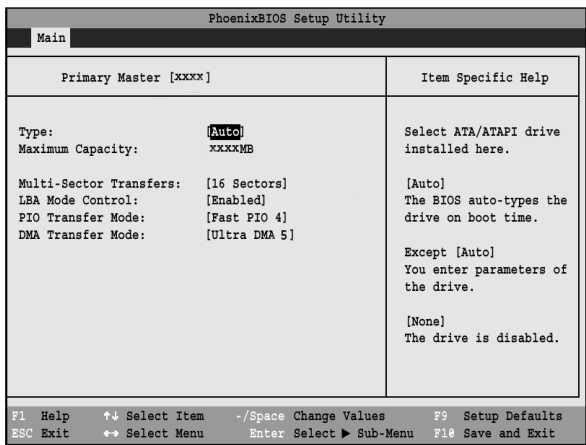 PhoenixBIOS Setup Utility
Main
Primary Master [xxxx]
Item Specific Help
Type: [Auto]
Maximum Capacity: xxxxMB
Multi-Sector Transfers: [16 Sectors]
LBA Mode Control: [Enabled]
PIO Transfer Mode: [Fast PIO 4]
DMA Transfer Mode: [Ultra DMA 5]
Select ATA/ATAPI drive
installed here.
[Auto]
The BIOS auto-types the
drive on boot time.
Except [Auto]
You enter parameters of
the drive.
[None]
The drive is disabled.
F1 Help ↑↓ Select Item -/Space Change Values F9 Setup Defaults
ESC Exit ↔ Select Menu Enter Select ▶ Sub-Menu F10 Save and Exit